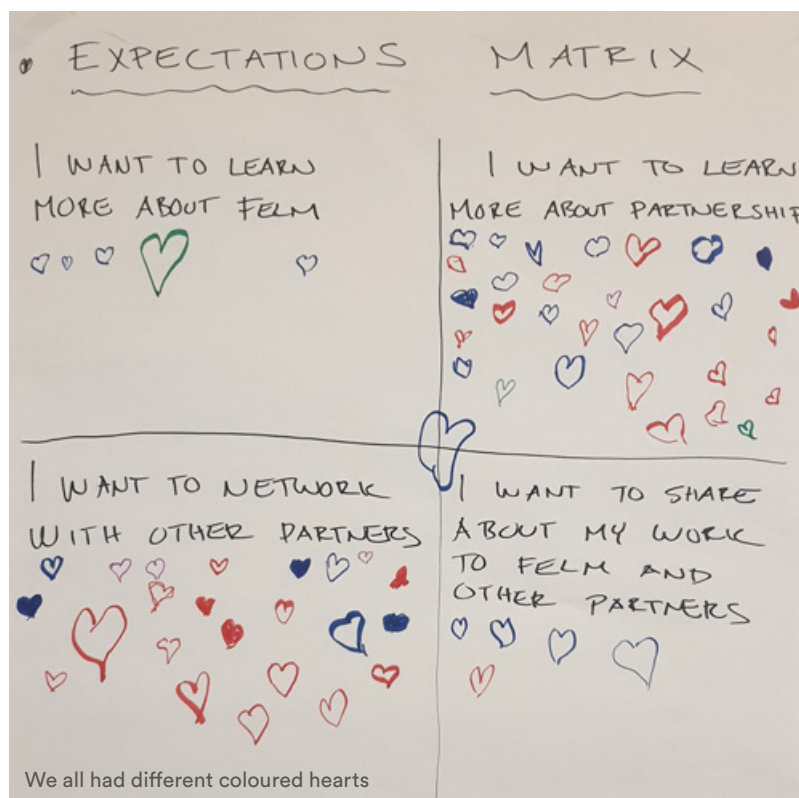 EXPECTATIONS MATRIX
I WANT TO LEARN
MORE ABOUT FELM
I WANT TO LEARN
MORE ABOUT PARTNERSHIP
I WANT TO NETWORK
WITH OTHER PARTNERS
I WANT TO SHARE
ABOUT MY WORK
TO FELM AND
OTHER PARTNERS
We all had different coloured hearts